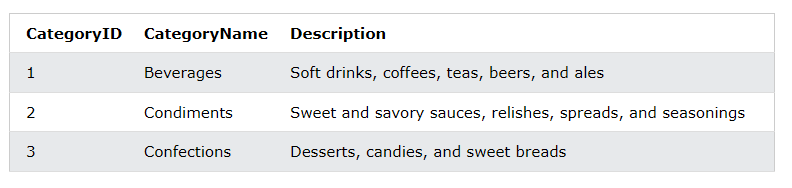 CategoryID CategoryName Description
1 Beverages Soft drinks, coffees, teas, beers, and ales
2 Condiments Sweet and savory sauces, relishes, spreads, and seasonings
3 Confections Desserts, candies, and sweet breads